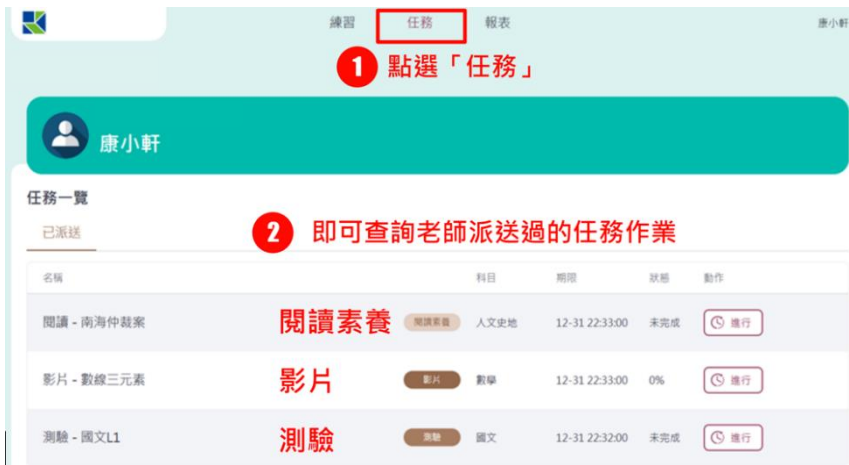 練習 任務 報表 康小軒
1 點選「任務」
康小軒
任務一覽
已派送
2 即可查詢老師派送過的任務作業
名稱 科目 期限 狀態 動作
閱讀 - 南海仲裁案 閱讀素養 閱讀素養 人文史地 12-31 22:33:00 未完成 進行
影片 - 數線三元素 影片 影片 數學 12-31 22:33:00 0% 進行
測驗 - 國文L1 測驗 測驗 國文 12-31 22:32:00 未完成 進行